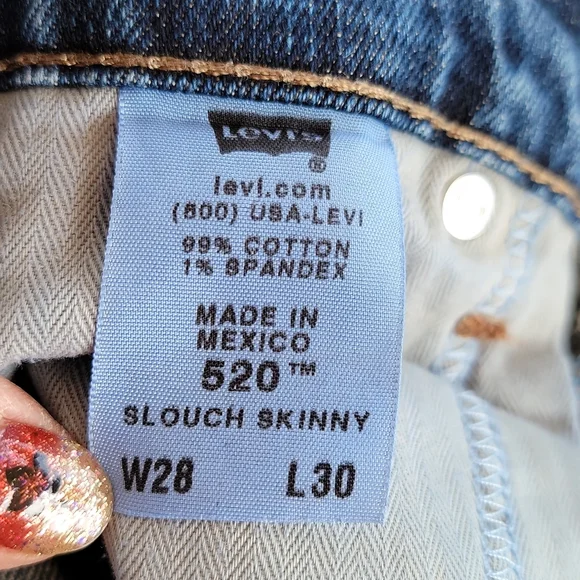 Levi's
®
levi.com
(800) USA-LEVI
99% COTTON
1% SPANDEX
MADE IN
MEXICO
520™
SLOUCH SKINNY
W28 L30